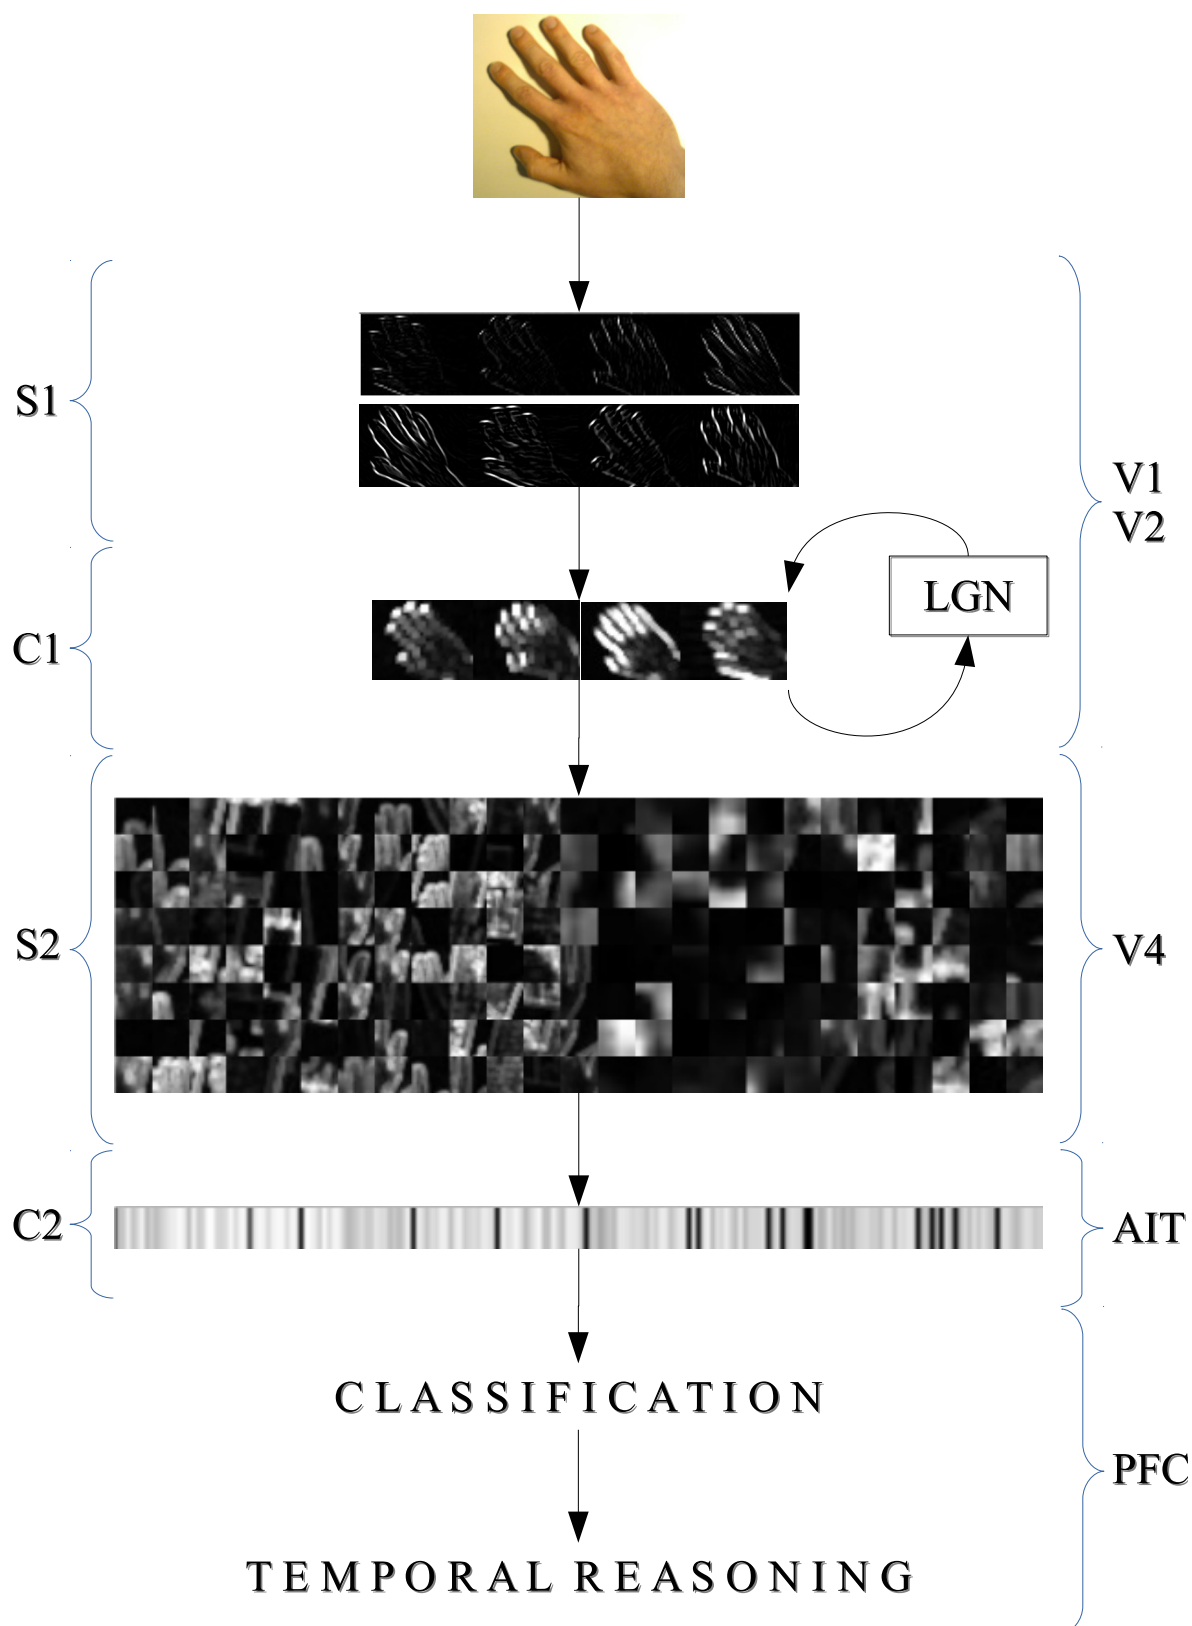 S1
V1
V2
LGN
C1
S2
V4
C2
AIT
CLASSIFICATION
PFC
TEMPORAL REASONING